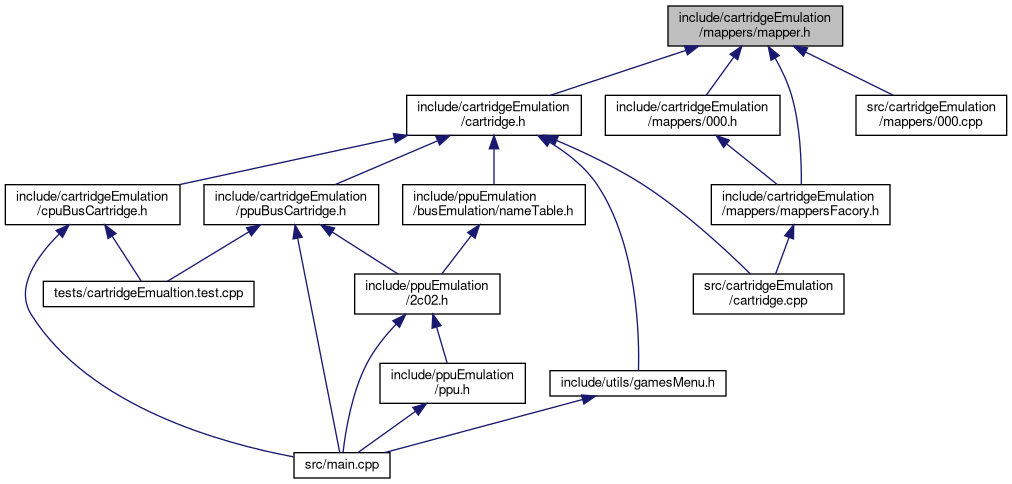 include/cartridgeEmulation
/mappers/mapper.h
include/cartridgeEmulation
/cartridge.h
include/cartridgeEmulation
/mappers/000.h
src/cartridgeEmulation
/mappers/000.cpp
include/cartridgeEmulation
/cpuBusCartridge.h
include/cartridgeEmulation
/ppuBusCartridge.h
include/ppuEmulation
/busEmulation/nameTable.h
include/cartridgeEmulation
/mappers/mappersFacory.h
tests/cartridgeEmualtion.test.cpp
include/ppuEmulation
/2c02.h
src/cartridgeEmulation
/cartridge.cpp
include/ppuEmulation
/ppu.h
include/utils/gamesMenu.h
src/main.cpp